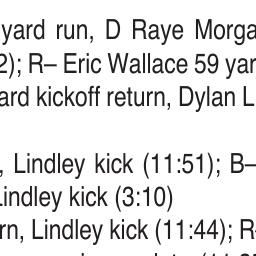 yard run, D Raye Morga
2); R– Eric Wallace 59 yar
ard kickoff return, Dylan L
, Lindley kick (11:51); B–
Lindley kick (3:10)
rn, Lindley kick (11:44); R